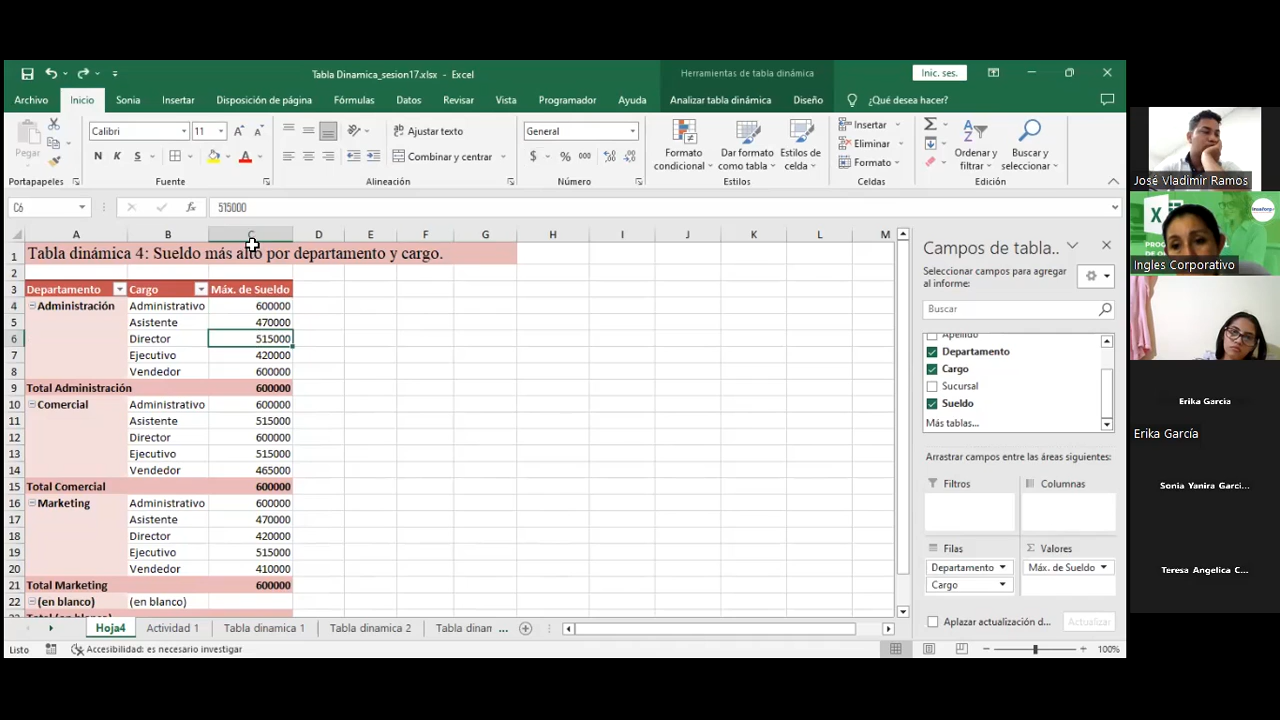 Tabla Dinamica_sesion17.xlsx - Excel
Herramientas de tabla dinámica
Inic. ses.
Archivo Inicio Sonia Insertar Disposición de página Fórmulas Datos Revisar Vista Programador Ayuda Analizar tabla dinámica Diseño ¿Qué desea hacer?
Pegar
Calibri 11
N K S
Ajustar texto
Combinar y centrar
General
$ % 000
Formato condicional
Dar formato como tabla
Estilos de celda
Insertar
Eliminar
Formato
Ordenar y filtrar
Buscar y seleccionar
Portapapeles Fuente Alineación Número Estilos Celdas Edición
C6 fx 515000
A B C D E F G H I J K L M
1 Tabla dinámica 4: Sueldo más alto por departamento y cargo.
2
3 Departamento Cargo Máx. de Sueldo
4 Administración Administrativo 600000
5 Asistente 470000
6 Director 515000
7 Ejecutivo 420000
8 Vendedor 600000
9 Total Administración 600000
10 Comercial Administrativo 600000
11 Asistente 515000
12 Director 600000
13 Ejecutivo 515000
14 Vendedor 465000
15 Total Comercial 600000
16 Marketing Administrativo 600000
17 Asistente 470000
18 Director 420000
19 Ejecutivo 515000
20 Vendedor 410000
21 Total Marketing 600000
22 (en blanco) (en blanco)
Campos de tabla..
Seleccionar campos para agregar al informe:
Buscar
Apellido
Departamento
Cargo
Sucursal
Sueldo
Más tablas...
Arrastrar campos entre las áreas siguientes:
Filtros
Columnas
Filas
Σ Valores
Departamento
Cargo
Máx. de Sueldo
Aplazar actualización d...
Actualizar
Hoja4 Actividad 1 Tabla dinamica 1 Tabla dinamica 2 Tabla dinan ...
Listo Accesibilidad: es necesario investigar 100%
José Vladimir Ramos
Ingles Corporativo
Erika Garcia
Erika García
Sonia Yanira Garci...
Teresa Angelica C...